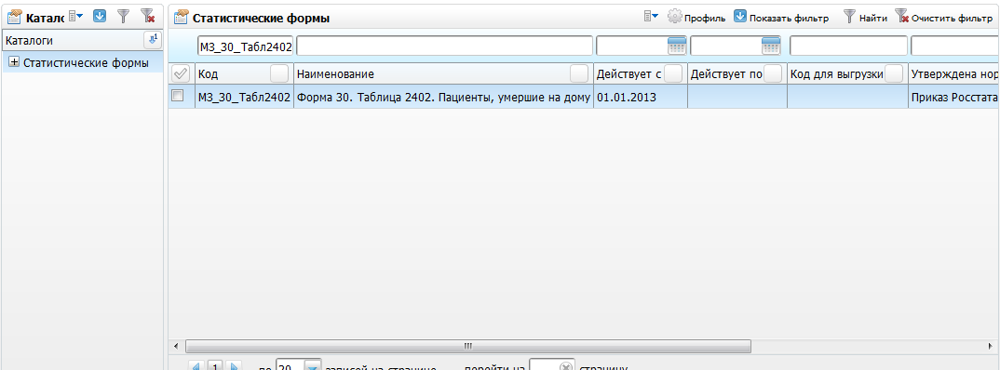 Катало
Каталоги
Статистические формы
Статистические формы
Профиль Показать фильтр Найти Очистить фильтр
МЗ_30_Табл2402
Код Наименование Действует с Действует по Код для выгрузки Утверждена нор
МЗ_30_Табл2402 Форма 30. Таблица 2402. Пациенты, умершие на дому 01.01.2013 Приказ Росстата
1 по 20 записей на странице перейти на страницу